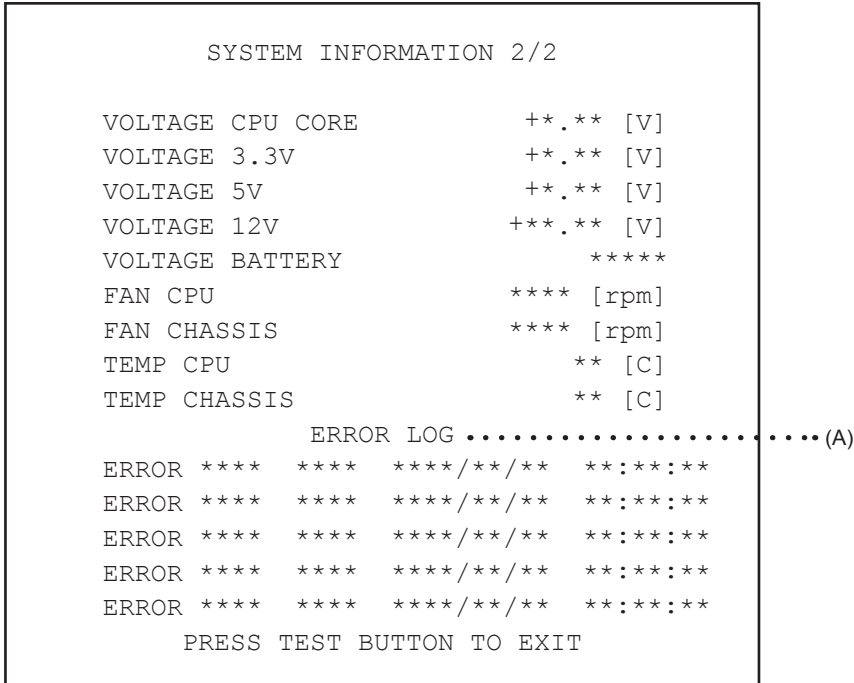 SYSTEM INFORMATION 2/2
VOLTAGE CPU CORE +*.** [V]
VOLTAGE 3.3V +*.** [V]
VOLTAGE 5V +*.** [V]
VOLTAGE 12V +**.** [V]
VOLTAGE BATTERY *****
FAN CPU **** [rpm]
FAN CHASSIS **** [rpm]
TEMP CPU ** [C]
TEMP CHASSIS ** [C]
ERROR LOG ........................ (A)
ERROR **** **** ****/**/** **:**:**
ERROR **** **** ****/**/** **:**:**
ERROR **** **** ****/**/** **:**:**
ERROR **** **** ****/**/** **:**:**
ERROR **** **** ****/**/** **:**:**
PRESS TEST BUTTON TO EXIT